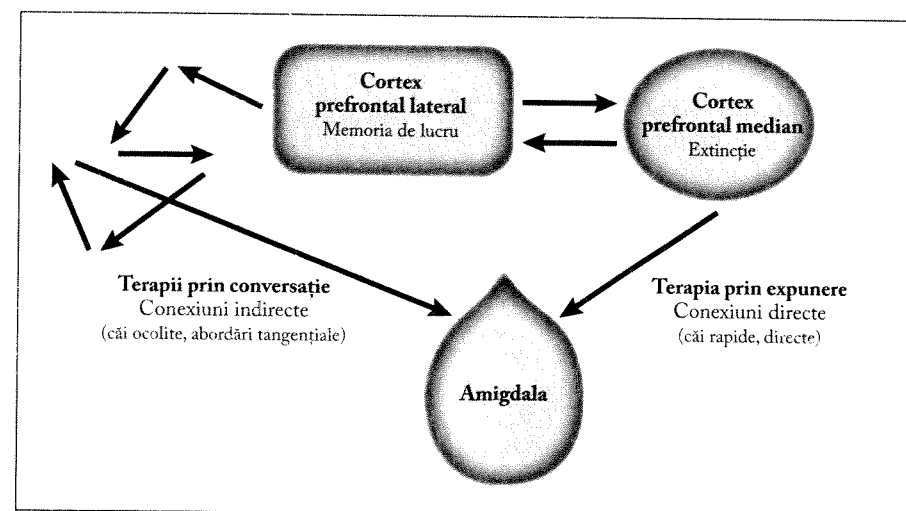 Cortex
prefrontal lateral
Memoria de lucru
Cortex
prefrontal median
Extincție
Terapii prin conversație
Conexiuni indirecte
(căi ocolite, abordări tangențiale)
Terapia prin expunere
Conexiuni directe
(căi rapide, directe)
Amigdala